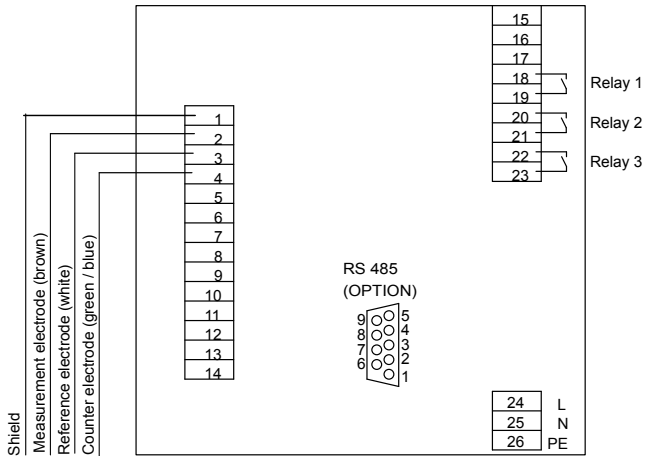 15
16
17
18
19
20
21
22
23
Relay 1
Relay 2
Relay 3
1
2
3
4
5
6
7
8
9
10
11
12
13
14
Shield
Measurement electrode (brown)
Reference electrode (white)
Counter electrode (green / blue)
RS 485
(OPTION)
9
8
7
6
5
4
3
2
1
24 L
25 N
26 PE